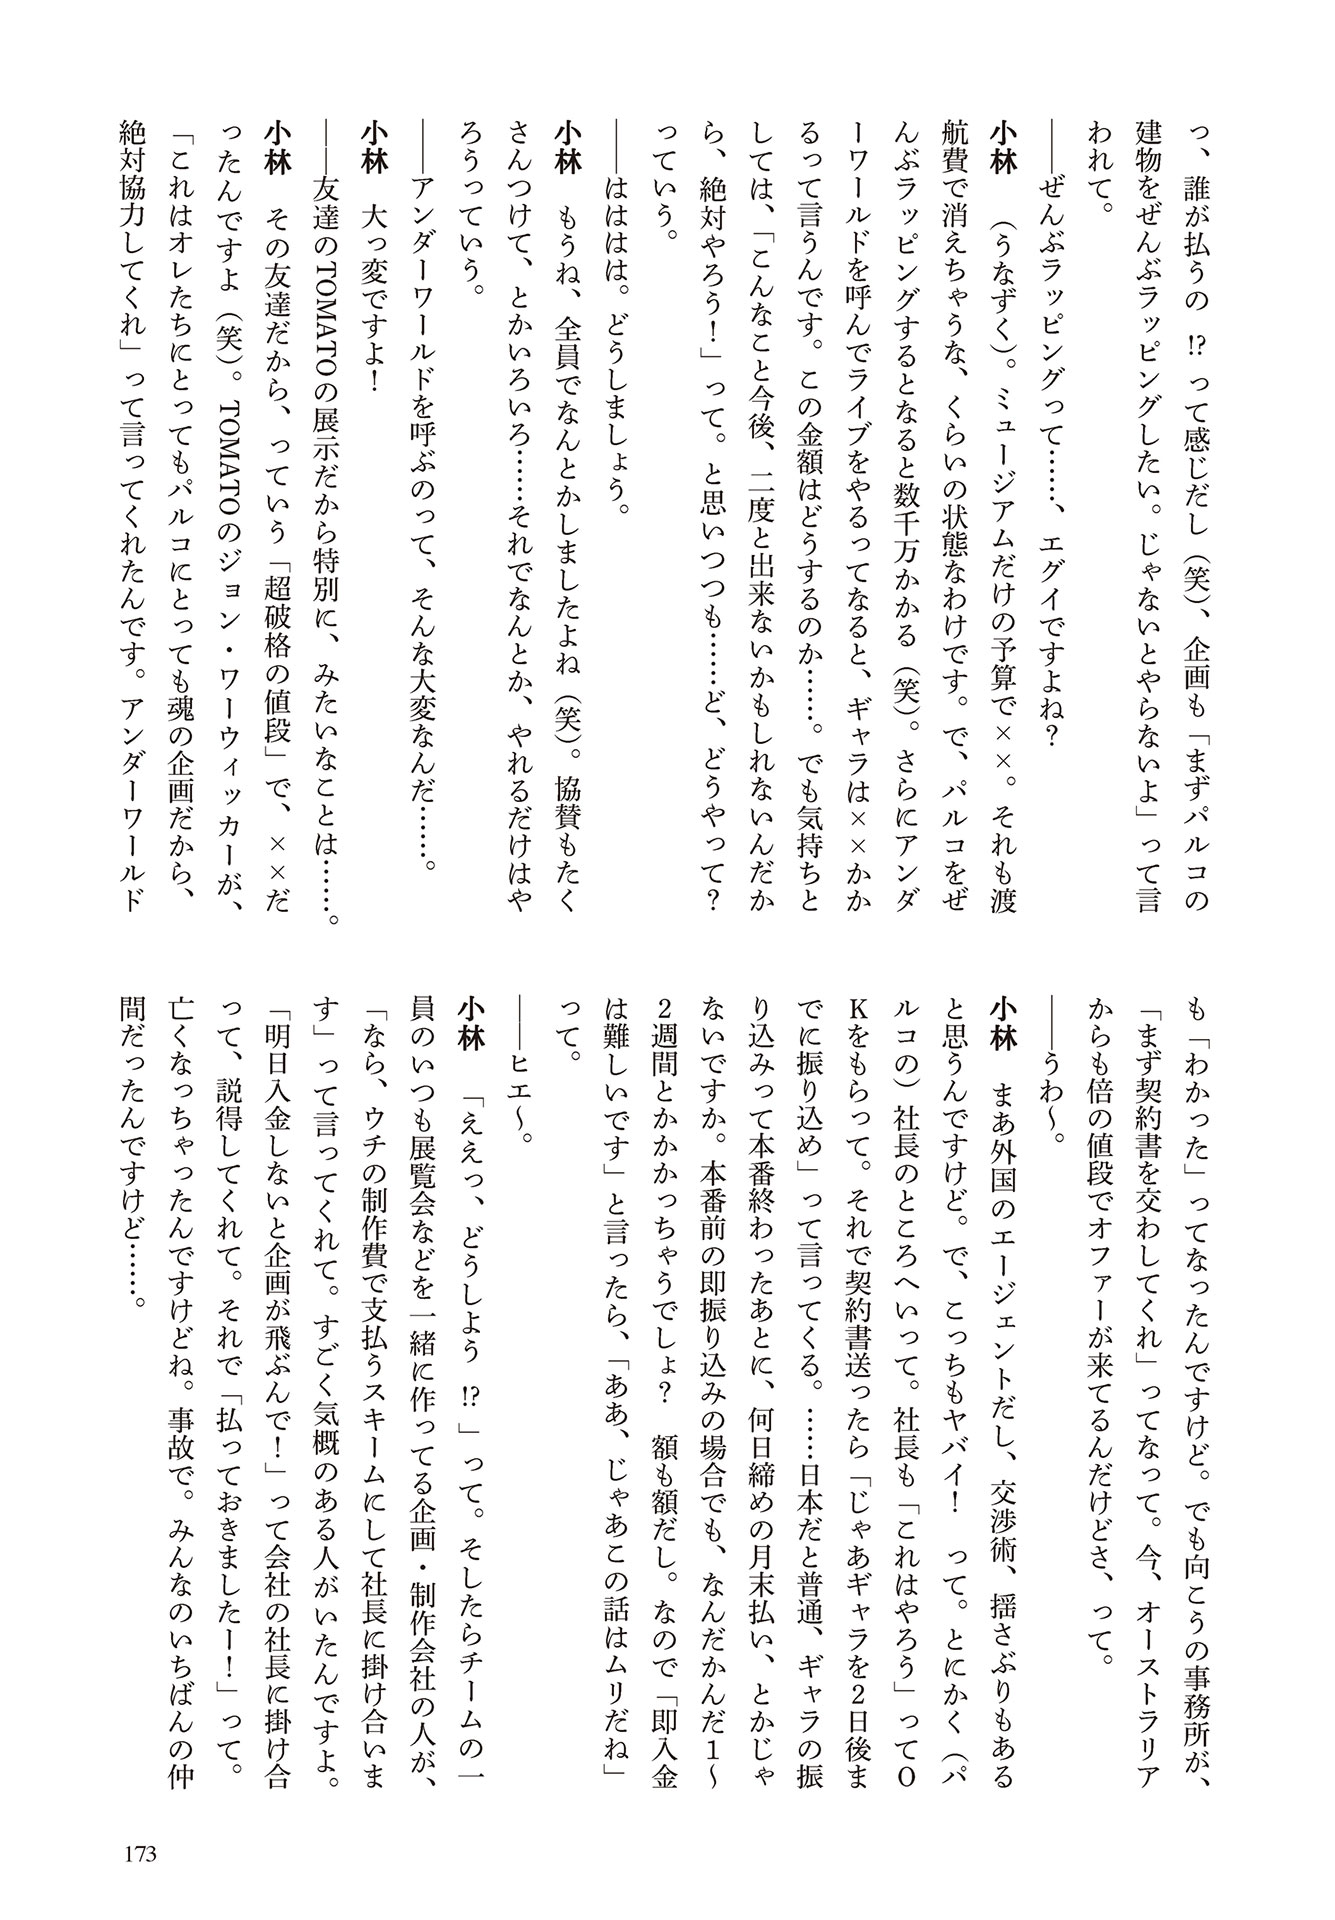 っ、誰が払うの⁉って感じだし（笑）、企画も「まずパルコの
建物をぜんぶラッピングしたい。じゃないとやらないよ」って言
われて。
――ぜんぶラッピングって……、エグイですよね？
小林　（うなずく）。ミュージアムだけの予算で××。それも渡
航費で消えちゃうな、くらいの状態なわけです。で、パルコをぜ
んぶラッピングするとなると数千万かかる（笑）。さらにアンダ
ーワールドを呼んでライブをやるってなると、ギャラは××かか
るって言うんです。この金額はどうするのか……。でも気持ちと
しては、「こんなこと今後、二度と出来ないかもしれないんだか
ら、絶対やろう！」って。と思いつつも……ど、どうやって？
っていう。
――はははは。どうしましょう。
小林　もうね、全員でなんとかしましたよね（笑）。協賛もたく
さんつけて、とかいろいろ……それでなんとか、やれるだけはや
ろうっていう。
――アンダーワールドを呼ぶのって、そんな大変なんだ……。
小林　大っ変ですよ！
――友達のTOMATOの展示だから特別に、みたいなことは……。
小林　その友達だから、っていう「超破格の値段」で、××だ
ったんですよ（笑）。TOMATOのジョン・ワーウィッカーが、
「これはオレたちにとってもパルコにとっても魂の企画だから、
絶対協力してくれ」って言ってくれたんです。アンダーワールド
も「わかった」ってなったんですけど。でも向こうの事務所が、
「まず契約書を交わしてくれ」ってなって。今、オーストラリア
からも倍の値段でオファーが来てるんだけどさ、って。
――うわ～。
小林　まあ外国のエージェントだし、交渉術、揺さぶりもある
と思うんですけど。で、こっちもヤバイ！　って。とにかく（パ
ルコの）社長のところへいって。社長も「これはやろう」ってO
Kをもらって。それで契約書送ったら「じゃあギャラを2日後ま
でに振り込め」って言ってくる。……日本だと普通、ギャラの振
り込みって本番終わったあとに、何日締めの月末払い、とかじゃ
ないですか。本番前の即振り込みの場合でも、なんだかんだ1～
2週間とかかかっちゃうでしょ？　額も額だし。なので「即入金
は難しいです」と言ったら、「ああ、じゃあこの話はムリだね」
って。
――ヒエ～。
小林　「ええっ、どうしよう⁉」って。そしたらチームの一
員のいつも展覧会などを一緒に作ってる企画・制作会社の人が、
「なら、ウチの制作費で支払うスキームにして社長に掛け合いま
す」って言ってくれて。すごく気概のある人がいたんですよ。
「明日入金しないと企画が飛ぶんで！」って会社の社長に掛け合
って、説得してくれて。それで「払っておきましたー！」って。
亡くなっちゃったんですけどね。事故で。みんなのいちばんの仲
間だったんですけど……。
173